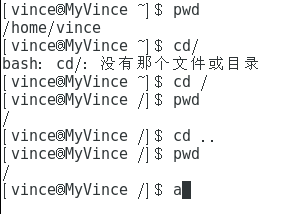 [vince@MyVince ~]$ pwd
/home/vince
[vince@MyVince ~]$ cd/
bash: cd/: 没有那个文件或目录
[vince@MyVince ~]$ cd /
[vince@MyVince /]$ pwd
/
[vince@MyVince /]$ cd ..
[vince@MyVince /]$ pwd
/
[vince@MyVince /]$ a